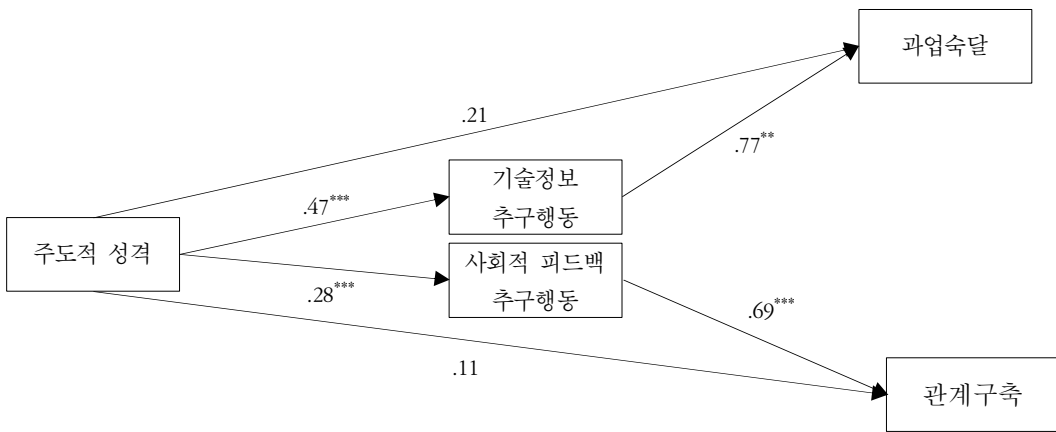 과업숙달
.21
.77**
기술정보
추구행동
.47***
주도적 성격
사회적 피드백
추구행동
.28***
.69***
.11
관계구축